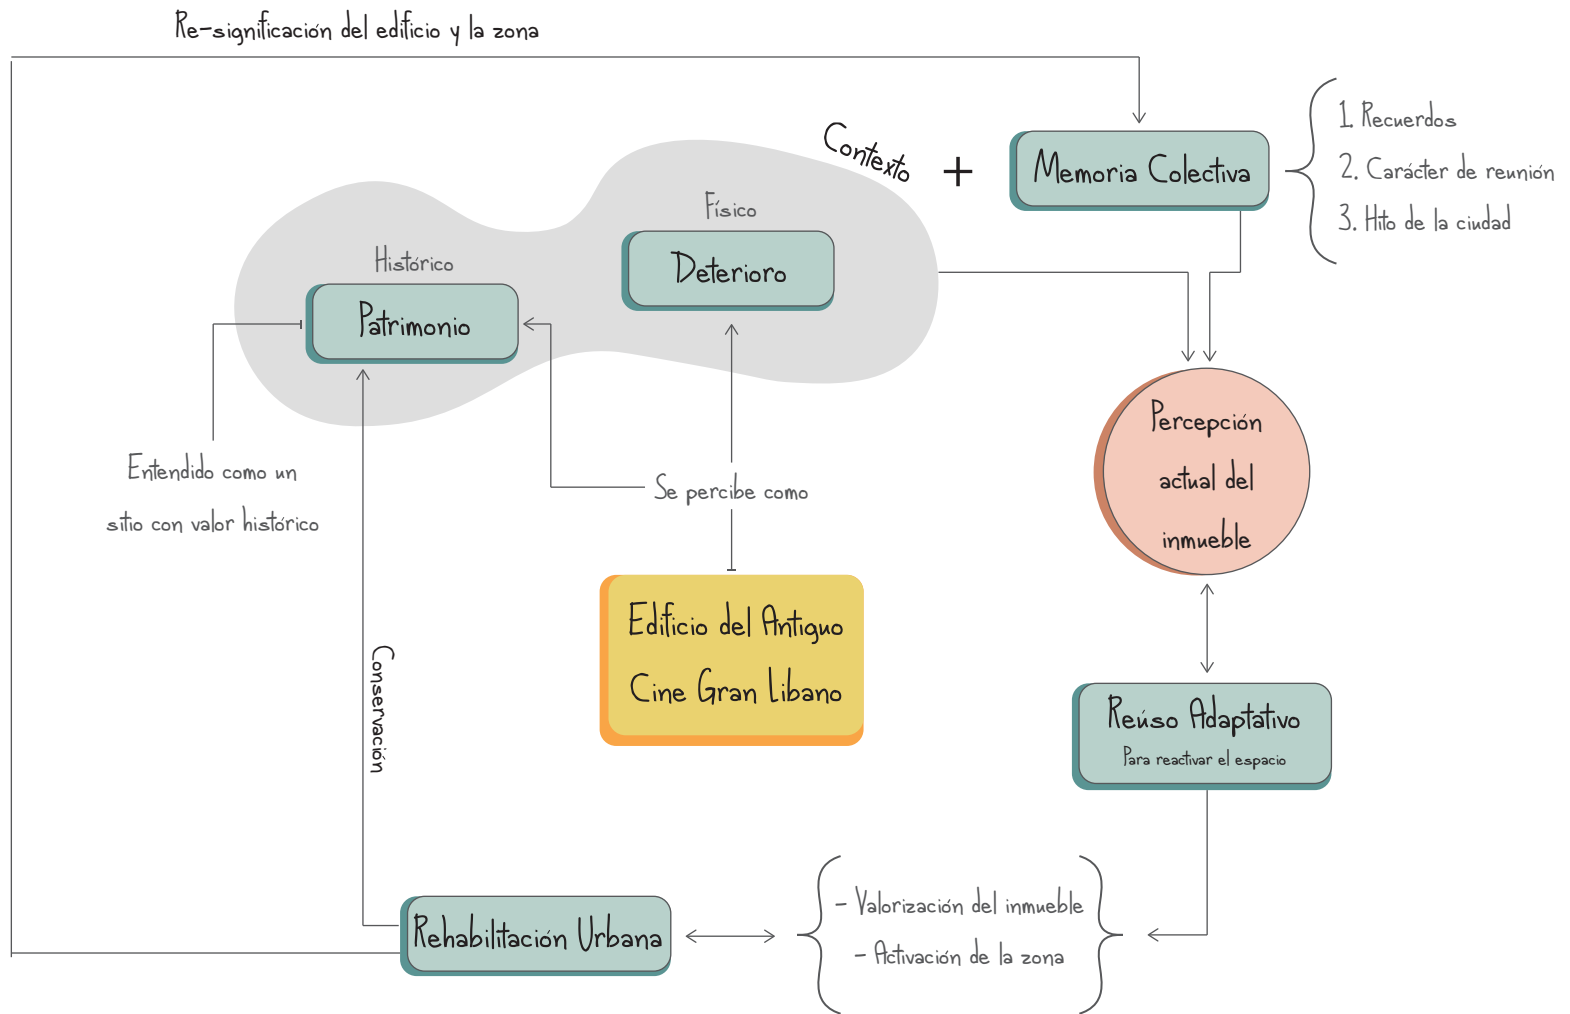 Re-significación del edificio y la zona
Contexto
+
Memoria Colectiva
1. Recuerdos
2. Carácter de reunión
3. Hito de la ciudad
Físico
Deterioro
Histórico
Patrimonio
Entendido como un
sitio con valor histórico
Se percibe como
Percepción
actual del
inmueble
Edificio del Antiguo
Cine Gran Libano
Conservación
Reúso Adaptativo
Para reactivar el espacio
Rehabilitación Urbana
- Valorización del inmueble
- Activación de la zona